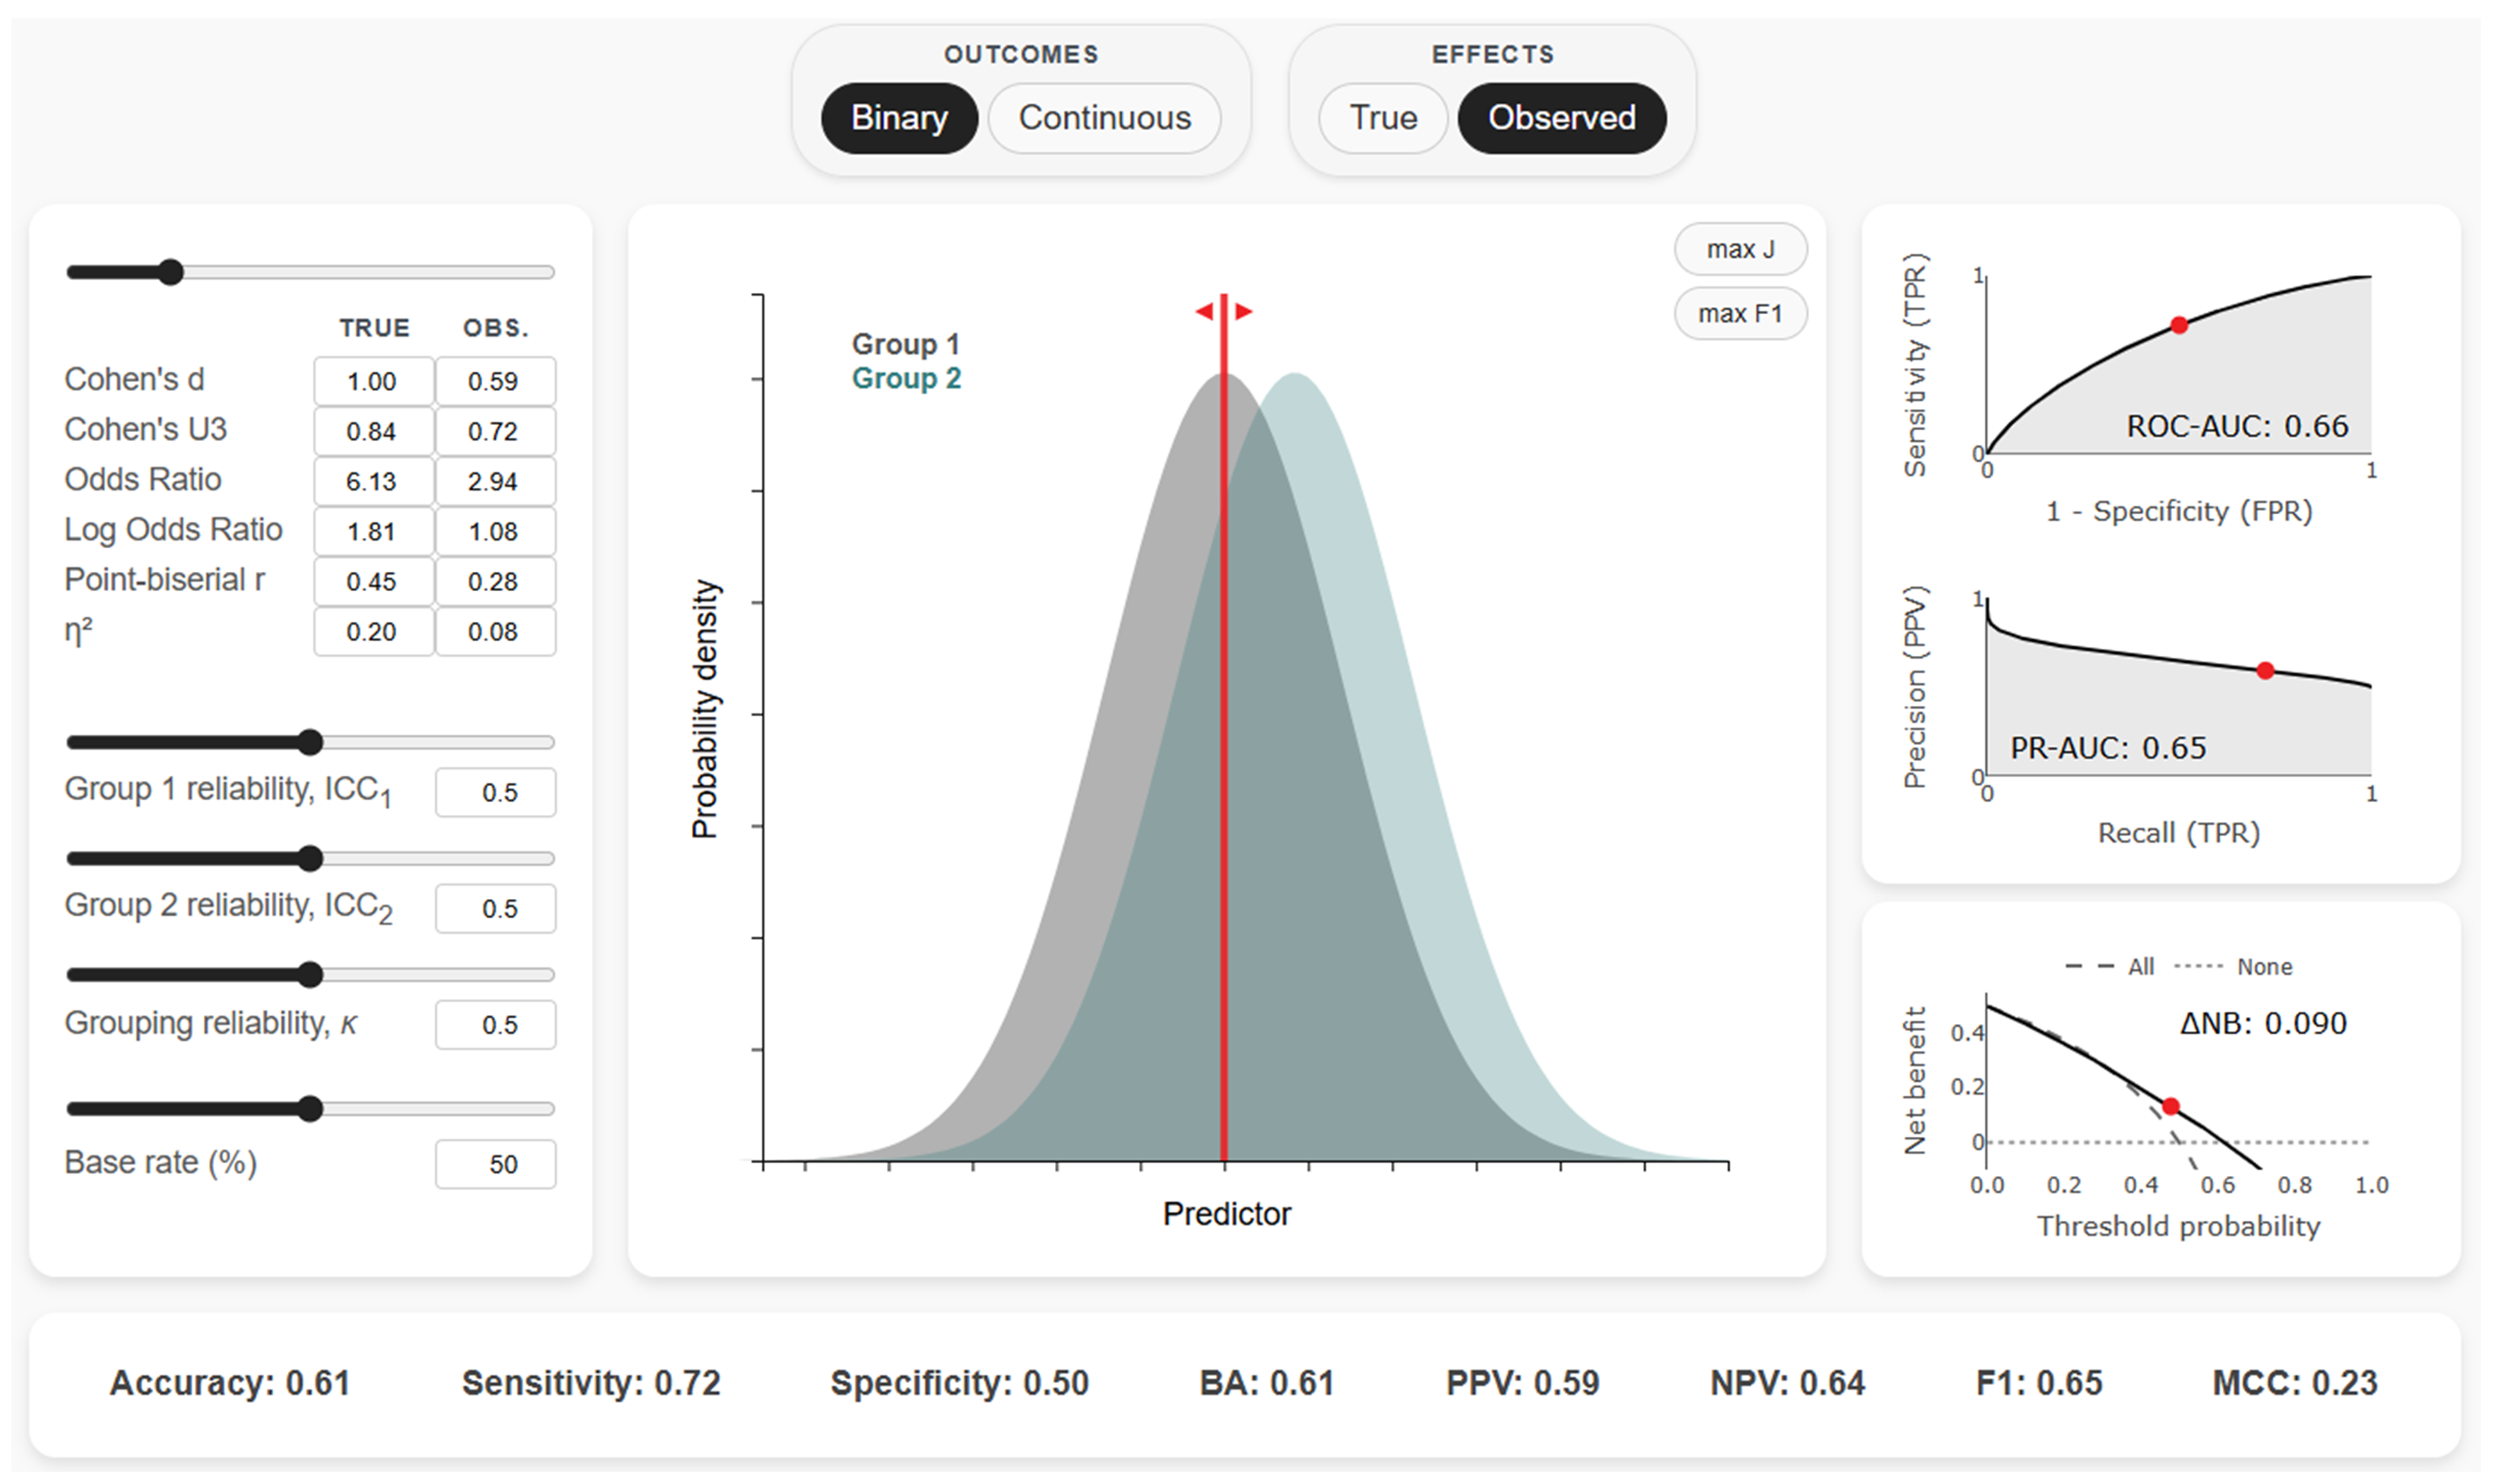 OUTCOMES
Binary Continuous
EFFECTS
True Observed
TRUE OBS.
Cohen's d 1.00 0.59
Cohen's U3 0.84 0.72
Odds Ratio 6.13 2.94
Log Odds Ratio 1.81 1.08
Point-biserial r 0.45 0.28
η² 0.20 0.08
Group 1 reliability, ICC₁ 0.5
Group 2 reliability, ICC₂ 0.5
Grouping reliability, κ 0.5
Base rate (%) 50
max J
max F1
Group 1
Group 2
Probability density
Predictor
Sensitivity (TPR)
1
0
ROC-AUC: 0.66
0 1
1 - Specificity (FPR)
Precision (PPV)
1
0
PR-AUC: 0.65
0 1
Recall (TPR)
All None
Net benefit
ΔNB: 0.090
0.4
0.2
0
0.0 0.2 0.4 0.6 0.8 1.0
Threshold probability
Accuracy: 0.61 Sensitivity: 0.72 Specificity: 0.50 BA: 0.61 PPV: 0.59 NPV: 0.64 F1: 0.65 MCC: 0.23